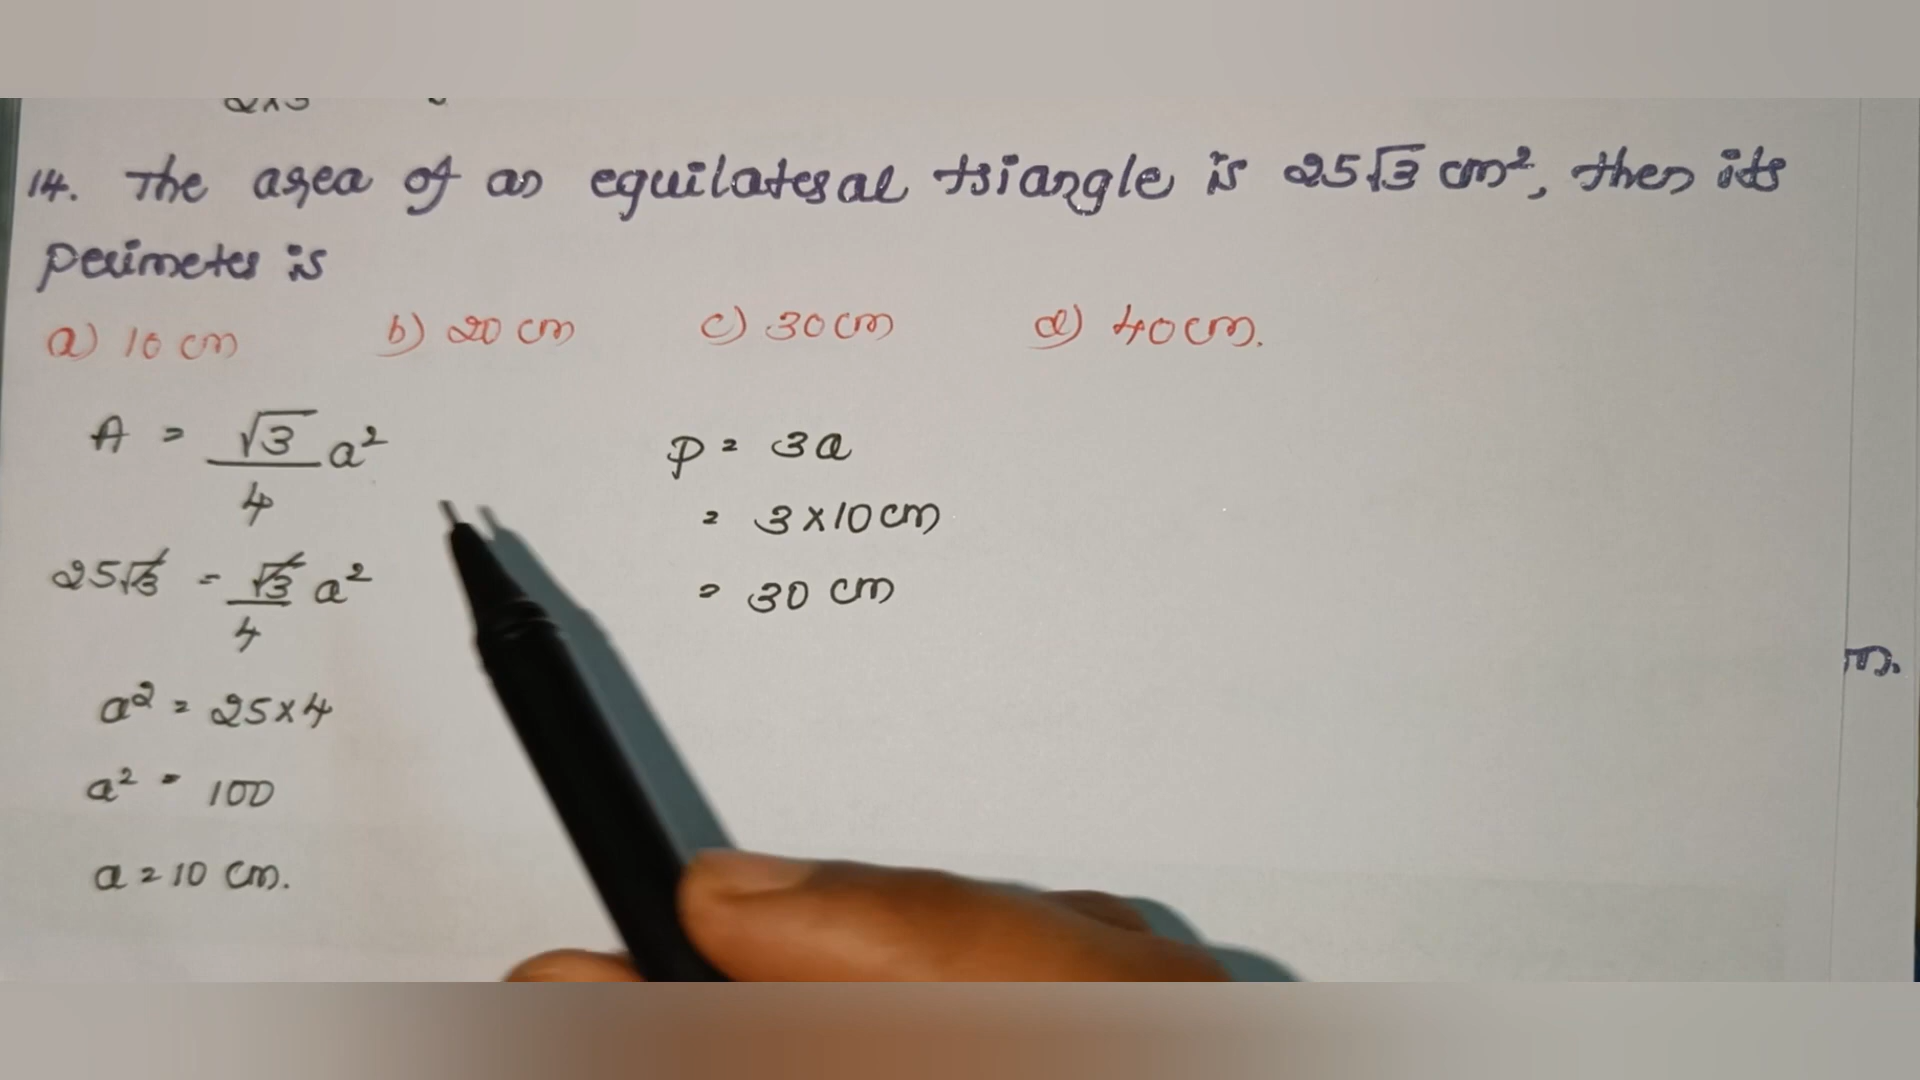 14. The area of an equilateral triangle is 25√3 cm², then its
perimeter is
a) 10 cm b) 20 cm c) 30 cm d) 40 cm.
A = √3/4 a²
25√3 = √3/4 a²
a² = 25 × 4
a² = 100
a = 10 cm.
P = 3a
= 3 × 10 cm
= 30 cm